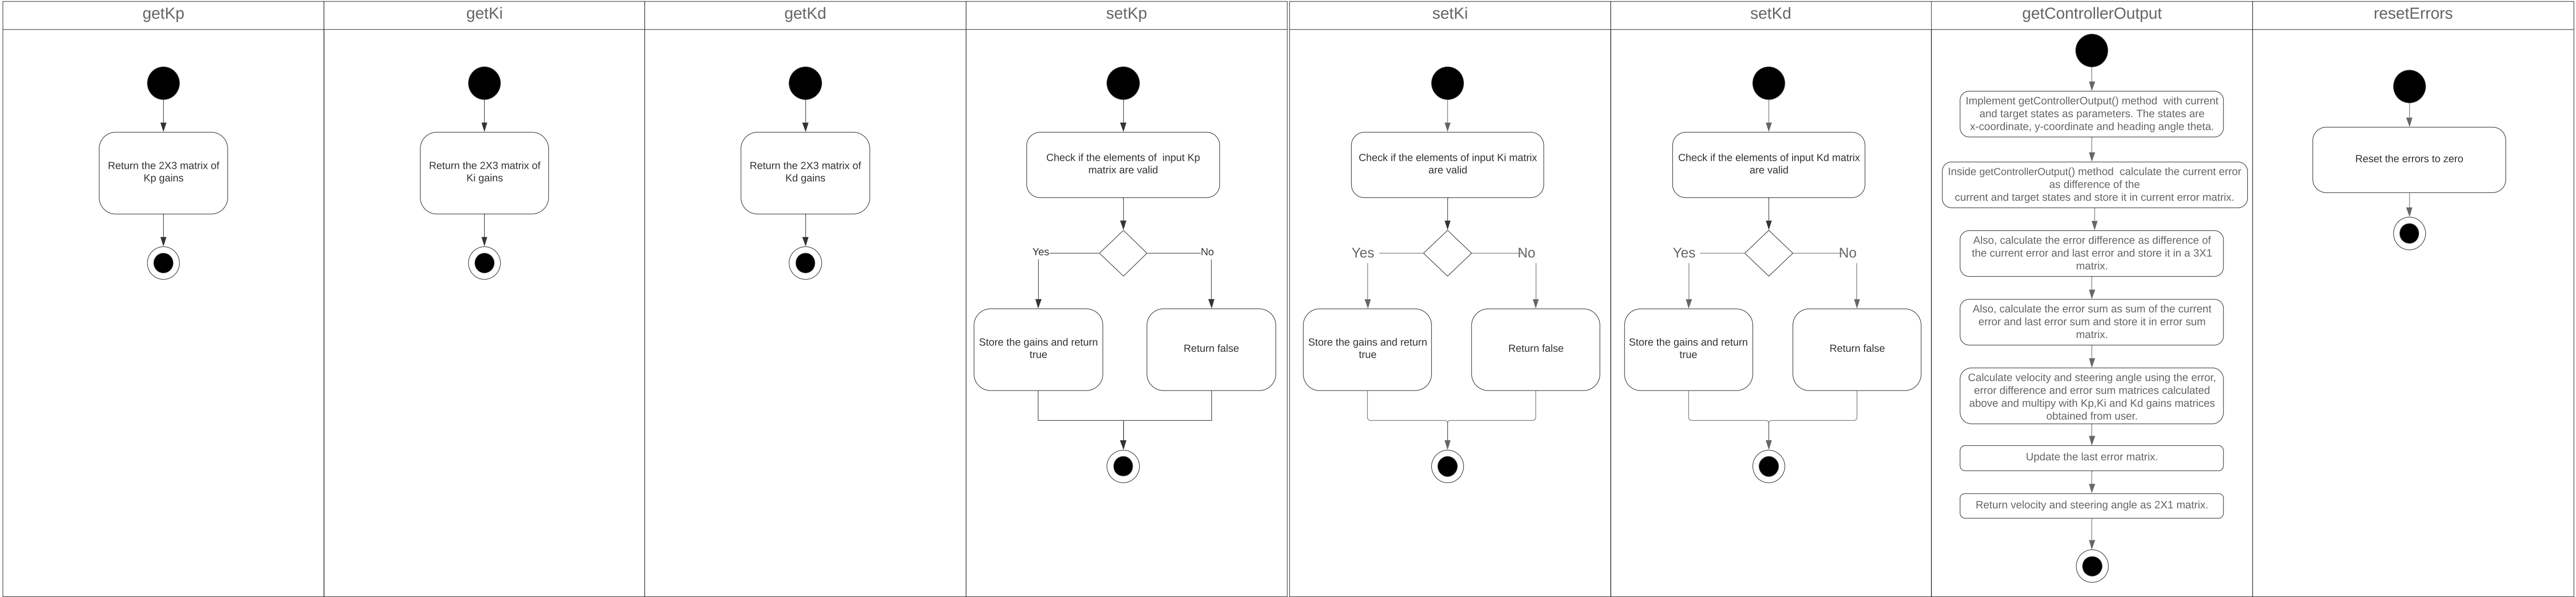 getKp
Return the 2X3 matrix of
Kp gains
getKi
Return the 2X3 matrix of
Ki gains
getKd
Return the 2X3 matrix of
Kd gains
setKp
Check if the elements of  input Kp
matrix are valid
Yes
No
Store the gains and return
true
Return false
setKi
Check if the elements of input Ki matrix
are valid
Yes
No
Store the gains and return
true
Return false
setKd
Check if the elements of input Kd matrix
are valid
Yes
No
Store the gains and return
true
Return false
getControllerOutput
Implement getControllerOutput() method  with current
and target states as parameters. The states are
x-coordinate, y-coordinate and heading angle theta.
Inside getControllerOutput() method  calculate the current error
as difference of the
current and target states and store it in current error matrix.
Also, calculate the error difference as difference of
the current error and last error and store it in a 3X1
matrix.
Also, calculate the error sum as sum of the current
error and last error sum and store it in error sum
matrix.
Calculate velocity and steering angle using the error,
error difference and error sum matrices calculated
above and multipy with Kp,Ki and Kd gains matrices
obtained from user.
Update the last error matrix.
Return velocity and steering angle as 2X1 matrix.
resetErrors
Reset the errors to zero